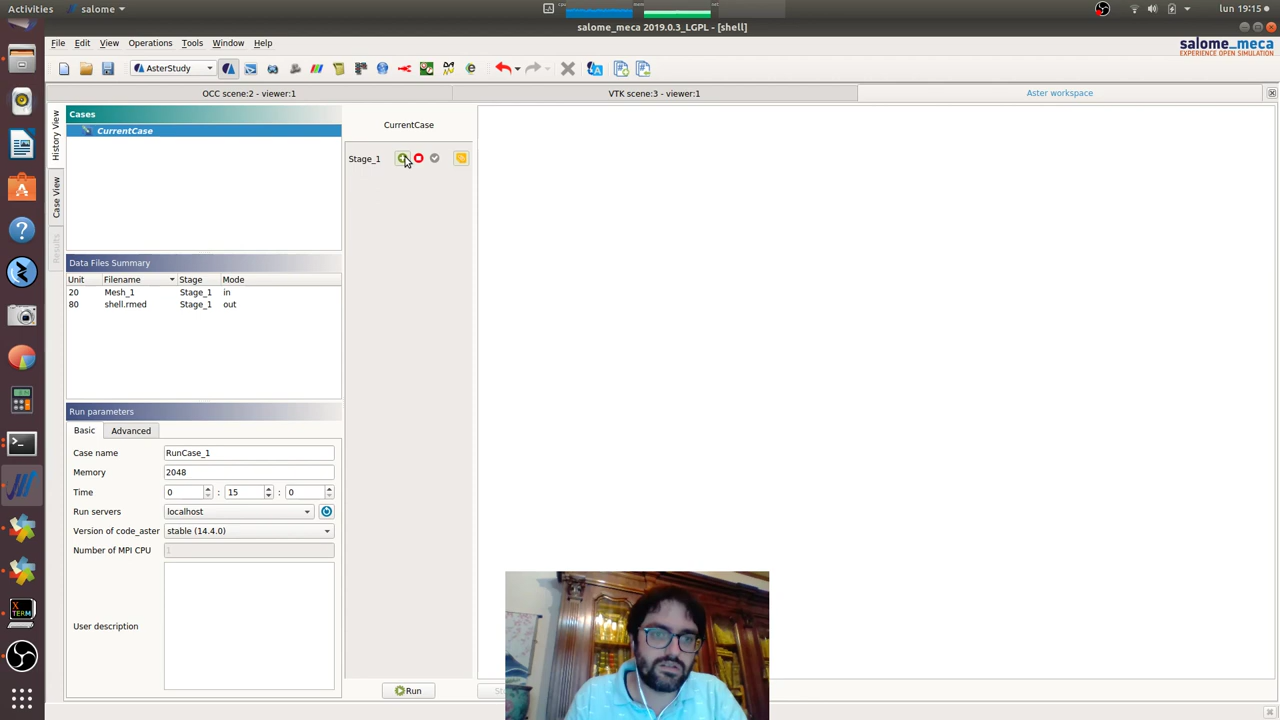 Activities
salome
lun 19:15
salome_meca 2019.0.3_LGPL - [shell]
File Edit View Operations Tools Window Help
AsterStudy
salome_meca
EXPERIENCE OPEN SIMULATION
OCC scene:2 - viewer:1
VTK scene:3 - viewer:1
Aster workspace
History View
Case View
Results
Cases
CurrentCase
CurrentCase
Stage_1
Data Files Summary
Unit Filename Stage Mode
20 Mesh_1 Stage_1 in
80 shell.rmed Stage_1 out
Run parameters
Basic Advanced
Case name RunCase_1
Memory 2048
Time 0 : 15 : 0
Run servers localhost
Version of code_aster stable (14.4.0)
Number of MPI CPU 1
User description
Run